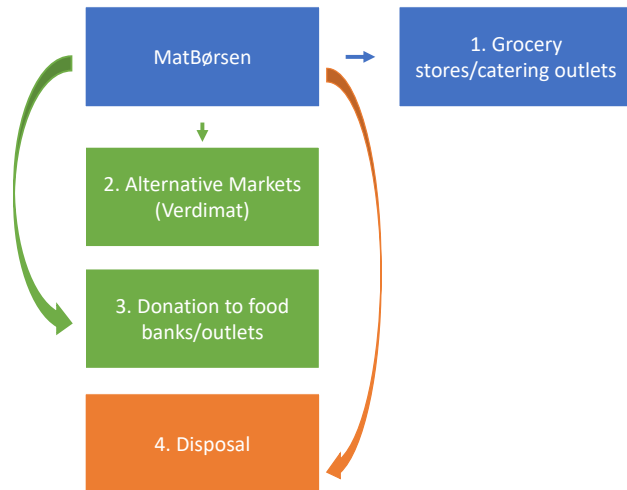 MatBørsen
1. Grocery
stores/catering outlets
2. Alternative Markets
(Verdimat)
3. Donation to food
banks/outlets
4. Disposal